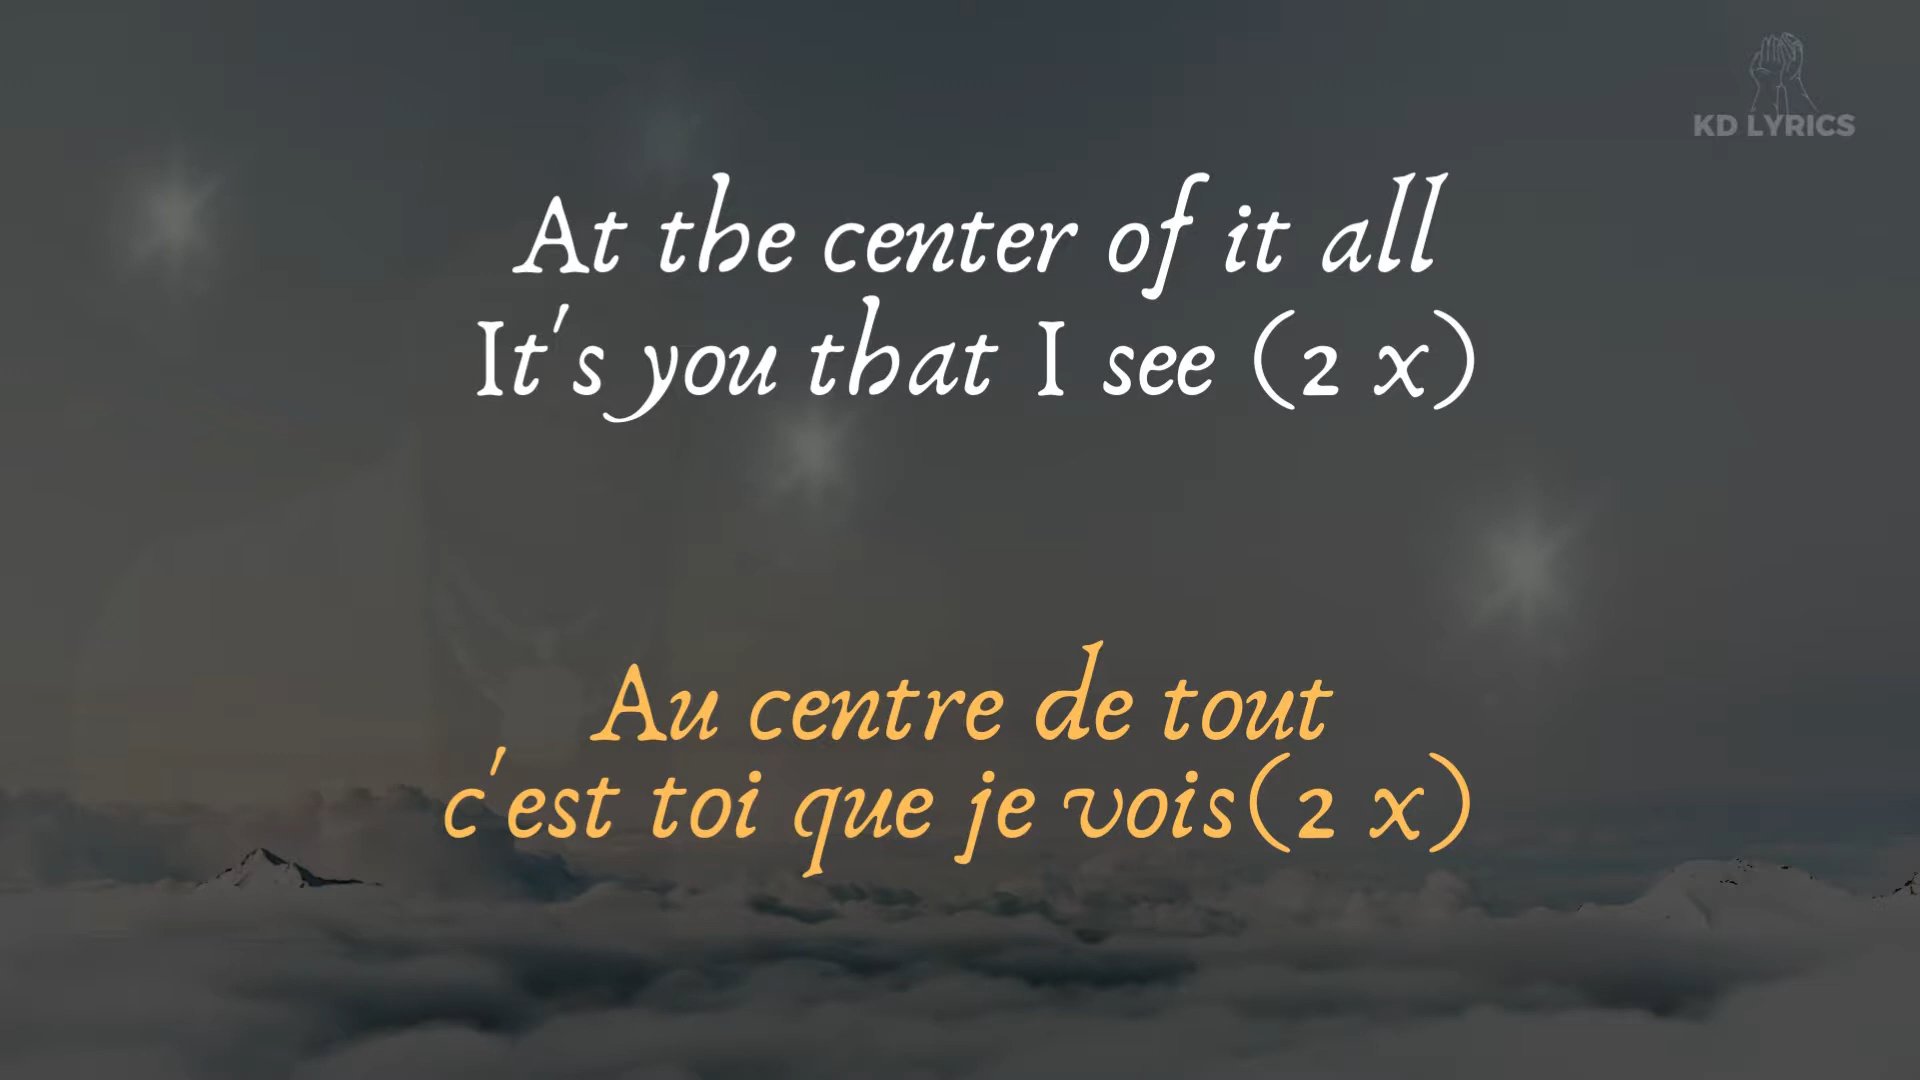 KD LYRICS
At the center of it all
It's you that I see (2 x)
Au centre de tout
c'est toi que je vois(2 x)